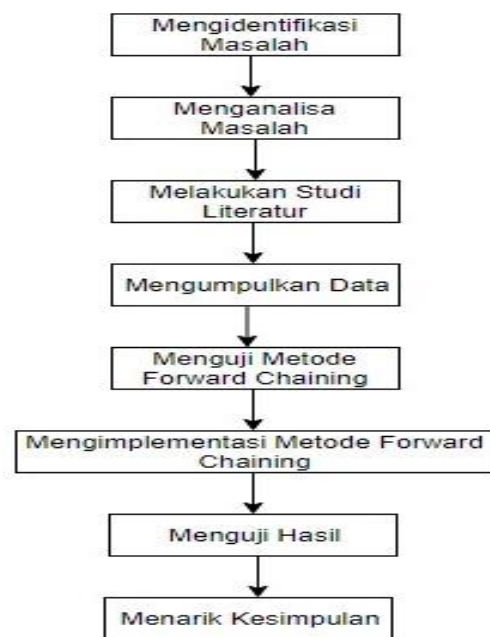 Mengidentifikasi
Masalah
Menganalisa
Masalah
Melakukan Studi
Literatur
Mengumpulkan Data
Menguji Metode
Forward Chaining
Mengimplementasi Metode Forward
Chaining
Menguji Hasil
Menarik Kesimpulan